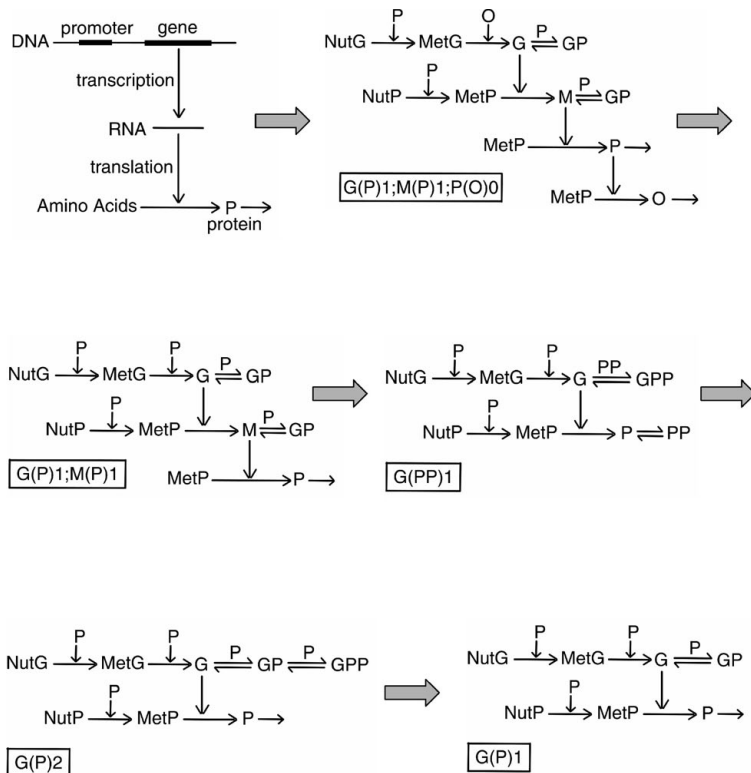 DNA promoter gene
transcription
RNA
translation
Amino Acids P
protein
P O
NutG MetG G P GP
P
NutP MetP M P GP
MetP P
G(P)1;M(P)1;P(O)0
MetP O
P P
NutG MetG G P GP
P
NutP MetP M P GP
G(P)1;M(P)1
MetP P
P P
NutG MetG G PP GPP
P
NutP MetP P PP
G(PP)1
P P
NutG MetG G P GP P GPP
P
NutP MetP P
G(P)2
P P
NutG MetG G P GP
P
NutP MetP P
G(P)1